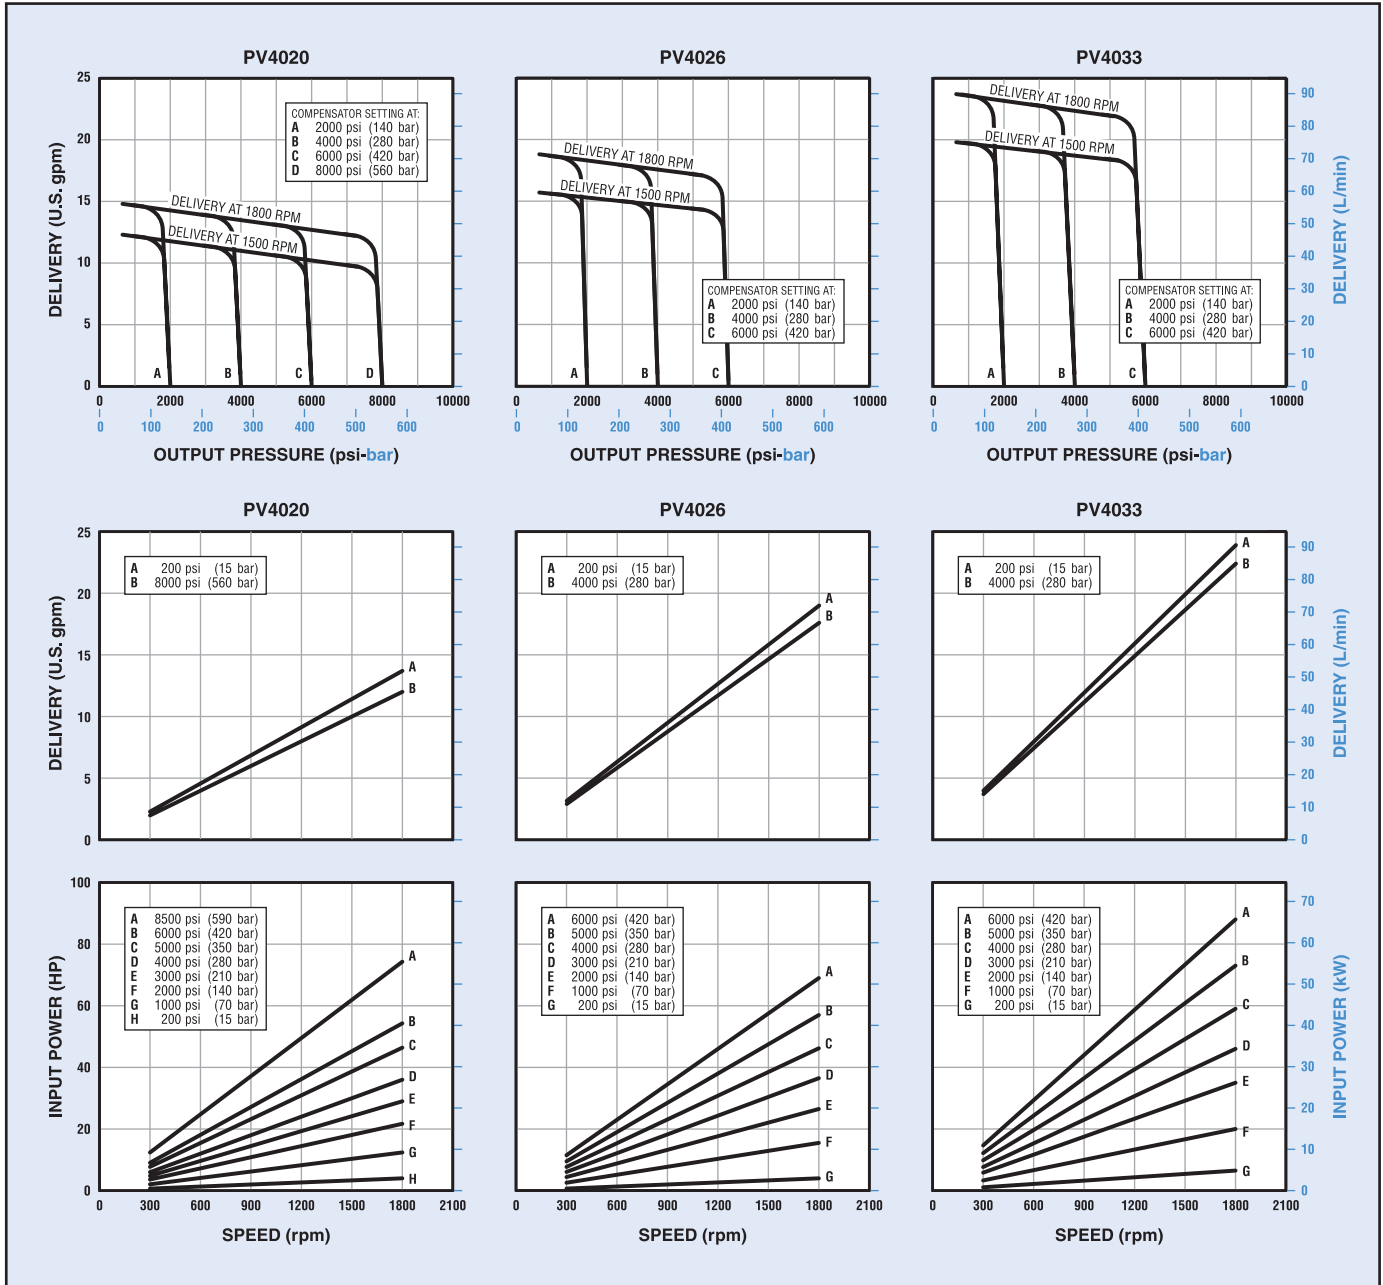 PV4020 PV4026 PV4033
DELIVERY (U.S. gpm)
25
20
15
10
5
0
COMPENSATOR SETTING AT:
A 2000 psi (140 bar)
B 4000 psi (280 bar)
C 6000 psi (420 bar)
D 8000 psi (560 bar)
DELIVERY AT 1800 RPM
DELIVERY AT 1500 RPM
A B C D
0 2000 4000 6000 8000 10000
0 100 200 300 400 500 600
OUTPUT PRESSURE (psi-bar)
DELIVERY AT 1800 RPM
DELIVERY AT 1500 RPM
COMPENSATOR SETTING AT:
A 2000 psi (140 bar)
B 4000 psi (280 bar)
C 6000 psi (420 bar)
A B C
0 2000 4000 6000 8000 10000
0 100 200 300 400 500 600
OUTPUT PRESSURE (psi-bar)
DELIVERY AT 1800 RPM
DELIVERY AT 1500 RPM
COMPENSATOR SETTING AT:
A 2000 psi (140 bar)
B 4000 psi (280 bar)
C 6000 psi (420 bar)
A B C
0 2000 4000 6000 8000 10000
0 100 200 300 400 500 600
OUTPUT PRESSURE (psi-bar)
90
80
70
60
50
40
30
20
10
0
DELIVERY (L/min)
PV4020 PV4026 PV4033
DELIVERY (U.S. gpm)
25
20
15
10
5
0
A 200 psi (15 bar)
B 8000 psi (560 bar)
A
B
A 200 psi (15 bar)
B 4000 psi (280 bar)
A
B
A 200 psi (15 bar)
B 4000 psi (280 bar)
A
B
90
80
70
60
50
40
30
20
10
0
DELIVERY (L/min)
INPUT POWER (HP)
100
80
60
40
20
0
A 8500 psi (590 bar)
B 6000 psi (420 bar)
C 5000 psi (350 bar)
D 4000 psi (280 bar)
E 3000 psi (210 bar)
F 2000 psi (140 bar)
G 1000 psi (70 bar)
H 200 psi (15 bar)
A
B
C
D
E
F
G
H
0 300 600 900 1200 1500 1800 2100
SPEED (rpm)
A 6000 psi (420 bar)
B 5000 psi (350 bar)
C 4000 psi (280 bar)
D 3000 psi (210 bar)
E 2000 psi (140 bar)
F 1000 psi (70 bar)
G 200 psi (15 bar)
A
B
C
D
E
F
G
0 300 600 900 1200 1500 1800 2100
SPEED (rpm)
A 6000 psi (420 bar)
B 5000 psi (350 bar)
C 4000 psi (280 bar)
D 3000 psi (210 bar)
E 2000 psi (140 bar)
F 1000 psi (70 bar)
G 200 psi (15 bar)
A
B
C
D
E
F
G
0 300 600 900 1200 1500 1800 2100
SPEED (rpm)
70
60
50
40
30
20
10
0
INPUT POWER (kW)